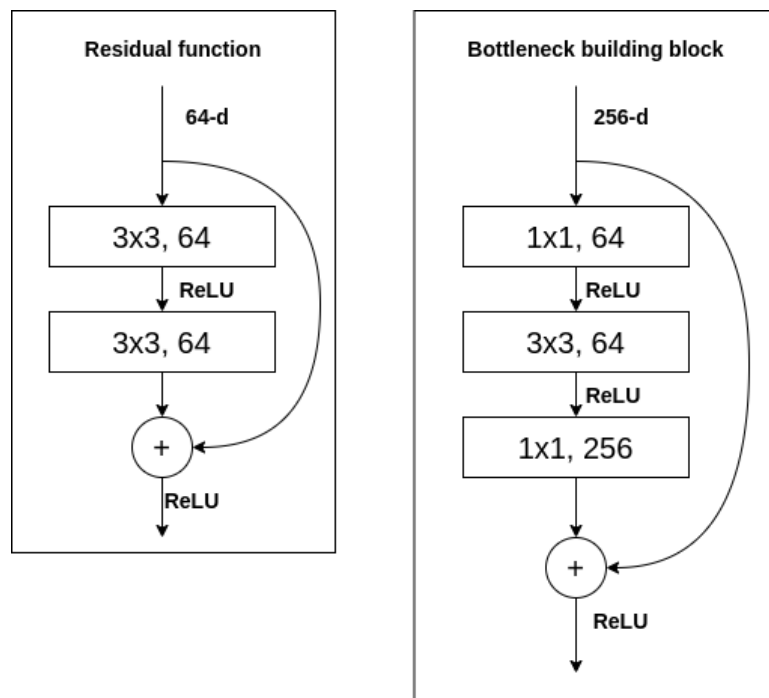 Residual function
64-d
3x3, 64
ReLU
3x3, 64
+
ReLU
Bottleneck building block
256-d
1x1, 64
ReLU
3x3, 64
ReLU
1x1, 256
+
ReLU